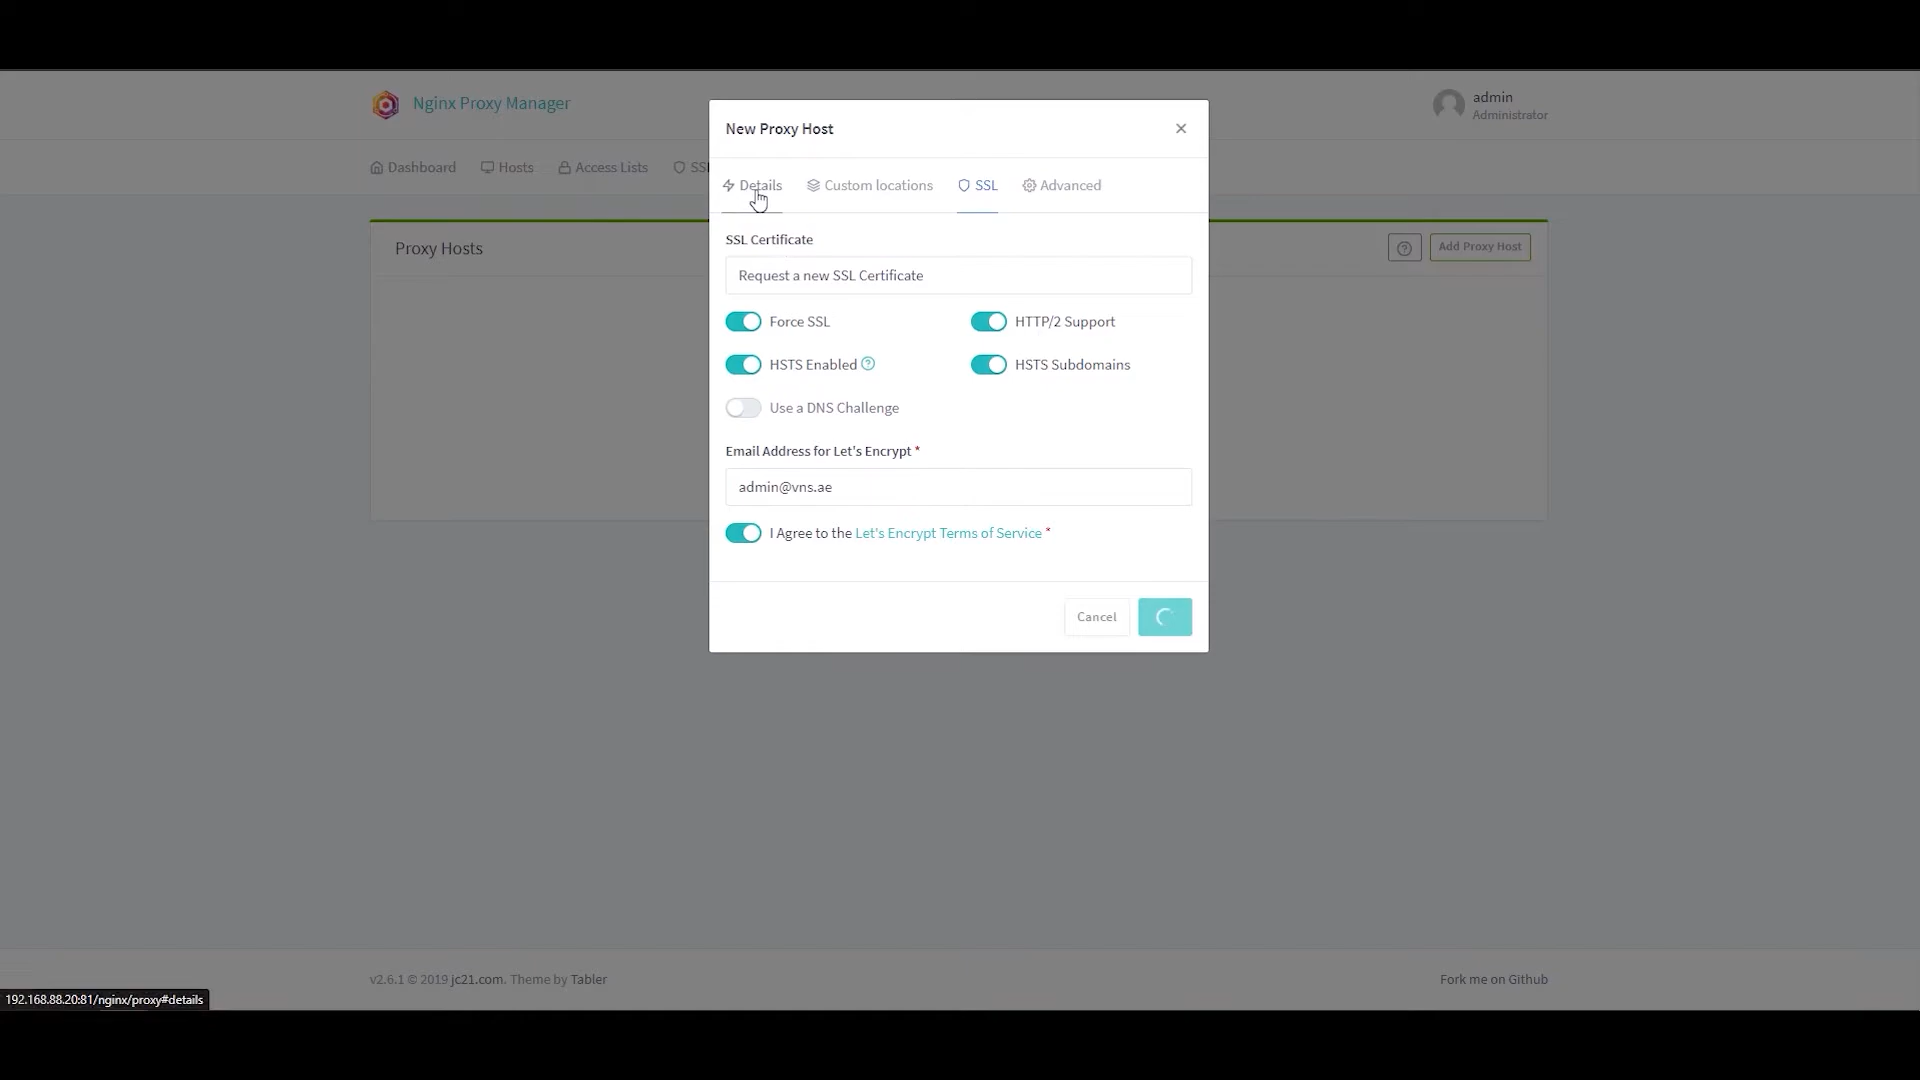 Nginx Proxy Manager
admin
Administrator
Dashboard
Hosts
Access Lists
SSL
New Proxy Host
Details
Custom locations
SSL
Advanced
Proxy Hosts
Add Proxy Host
SSL Certificate
Request a new SSL Certificate
Force SSL
HTTP/2 Support
HSTS Enabled
HSTS Subdomains
Use a DNS Challenge
Email Address for Let's Encrypt *
admin@vns.ae
I Agree to the Let's Encrypt Terms of Service *
Cancel
v2.6.1 © 2019 jc21.com. Theme by Tabler
Fork me on Github
192.168.88.20:81/nginx/proxy#details